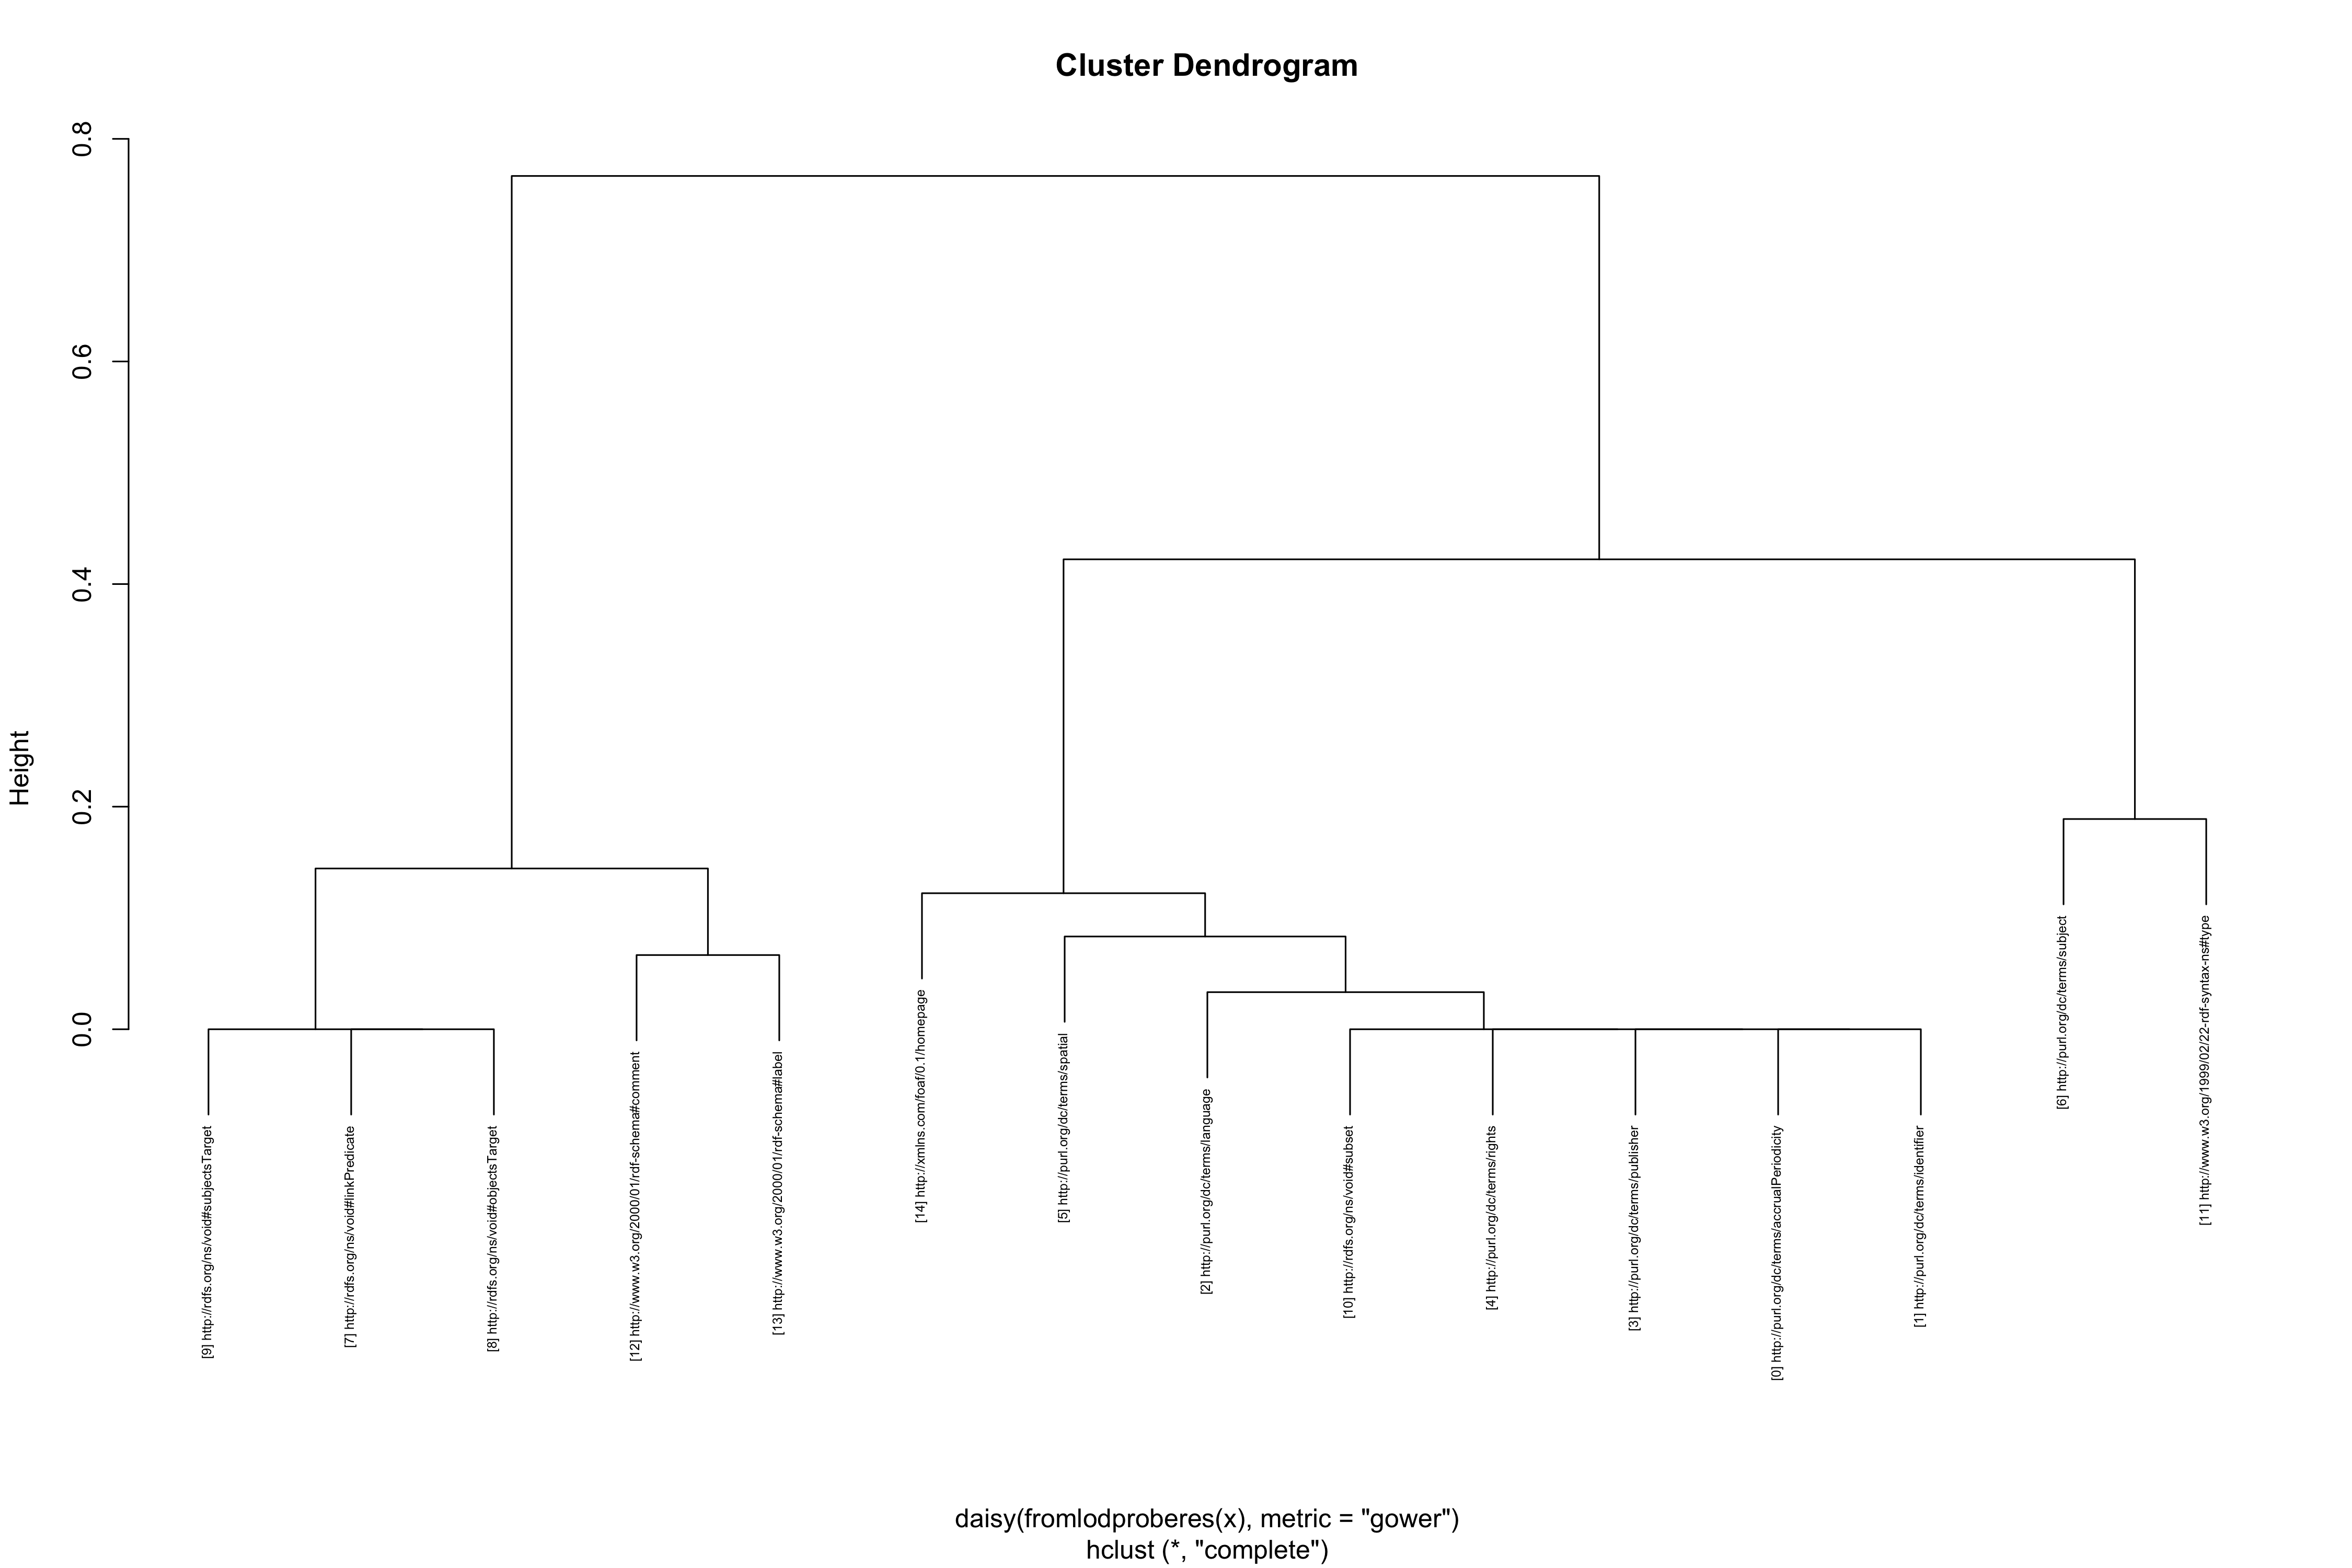 Cluster Dendrogram
Height
0.0
0.2
0.4
0.6
0.8
[9] http://rdfs.org/ns/void#subjectsTarget
[7] http://rdfs.org/ns/void#linkPredicate
[8] http://rdfs.org/ns/void#objectsTarget
[12] http://www.w3.org/2000/01/rdf-schema#comment
[13] http://www.w3.org/2000/01/rdf-schema#label
[14] http://xmlns.com/foaf/0.1/homepage
[5] http://purl.org/dc/terms/spatial
[2] http://purl.org/dc/terms/language
[10] http://rdfs.org/ns/void#subset
[4] http://purl.org/dc/terms/rights
[3] http://purl.org/dc/terms/publisher
[0] http://purl.org/dc/terms/accrualPeriodicity
[1] http://purl.org/dc/terms/identifier
[6] http://purl.org/dc/terms/subject
[11] http://www.w3.org/1999/02/22-rdf-syntax-ns#type
daisy(fromlodproberes(x), metric = "gower")
hclust (*, "complete")